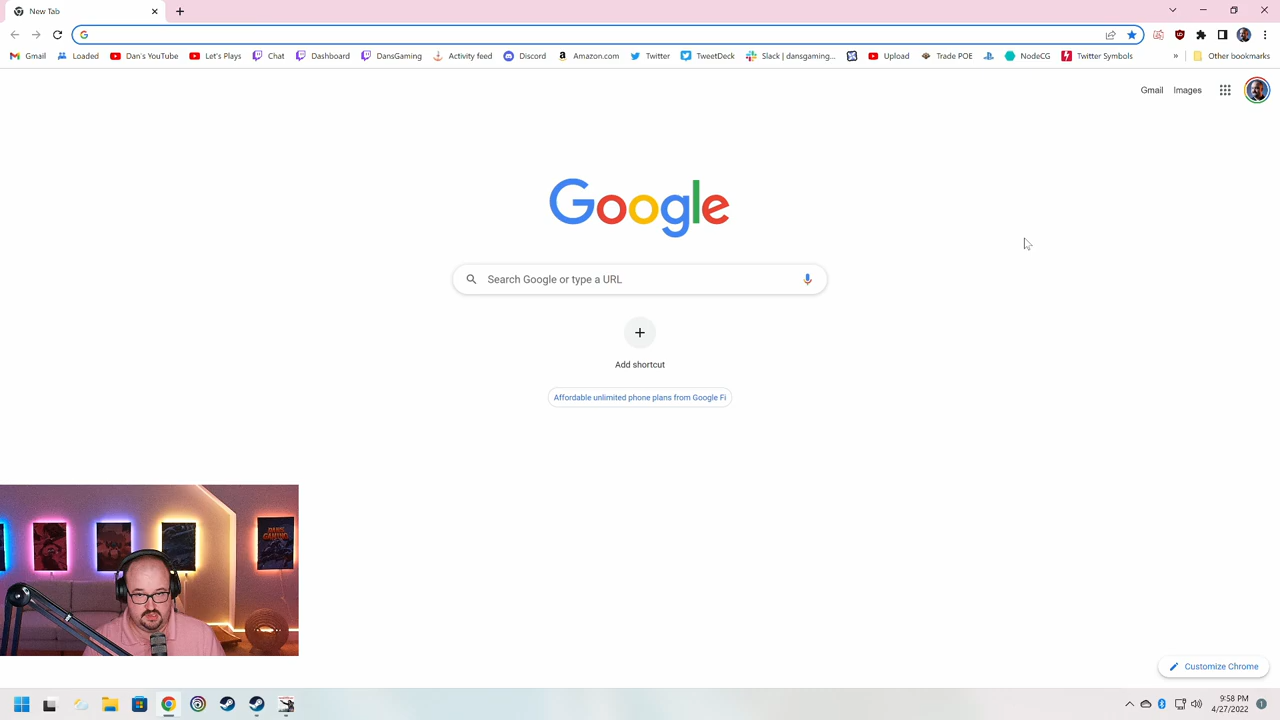 New Tab
Gmail
Loaded
Dan's YouTube
Let's Plays
Chat
Dashboard
DansGaming
Activity feed
Discord
Amazon.com
Twitter
TweetDeck
Slack | dansgaming...
Upload
Trade POE
NodeCG
Twitter Symbols
»
Other bookmarks
Gmail
Images
Google
Search Google or type a URL
Add shortcut
Affordable unlimited phone plans from Google Fi
DANS
GAMING
Customize Chrome
9:58 PM
4/27/2022